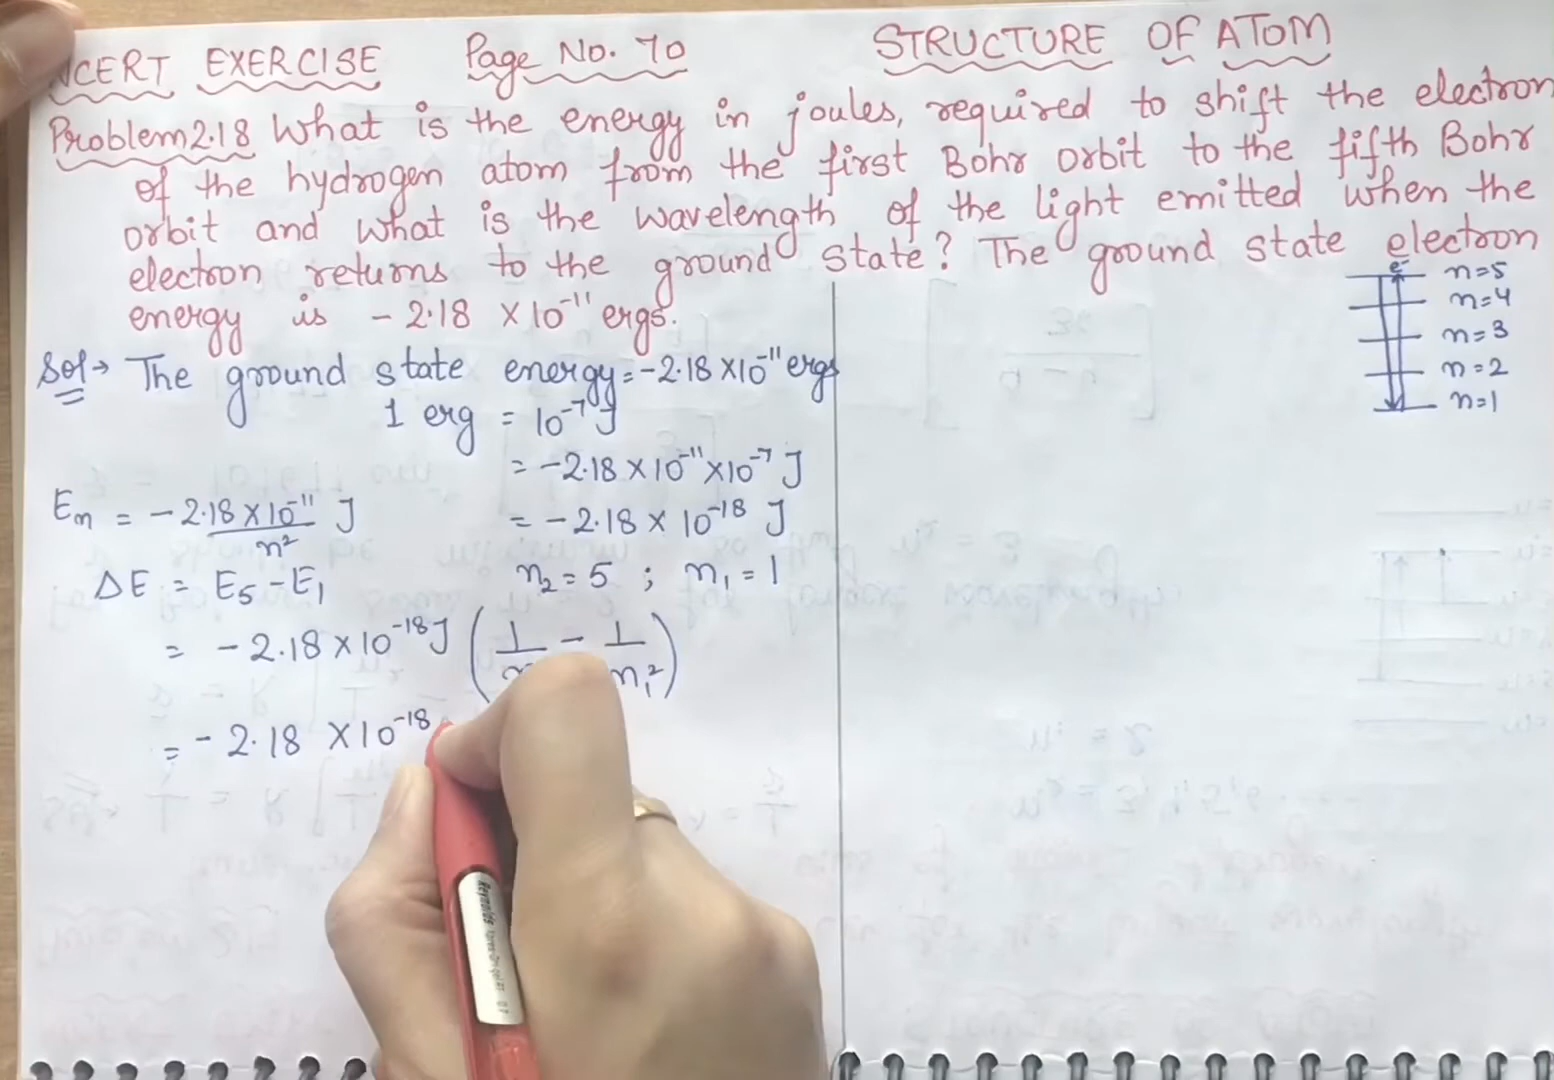 NCERT EXERCISE Page No. 70 STRUCTURE OF ATOM
Problem 2.18 What is the energy in joules, required to shift the electron
of the hydrogen atom from the first Bohr orbit to the fifth Bohr
orbit and what is the wavelength of the light emitted when the
electron returns to the ground state? The ground state electron
energy is -2.18 × 10⁻¹¹ ergs.
e⁻ n=5
n=4
n=3
n=2
n=1
Sol→ The ground state energy = -2.18 × 10⁻¹¹ ergs
1 erg = 10⁻⁷ J
= -2.18 × 10⁻¹¹ × 10⁻⁷ J
= -2.18 × 10⁻¹⁸ J
Eₙ = -2.18 × 10⁻¹¹ / n² J
ΔE = E₅ - E₁ n₂ = 5 ; n₁ = 1
= -2.18 × 10⁻¹⁸ J (1/ - 1/n₁²)
= -2.18 × 10⁻¹⁸
Reynolds